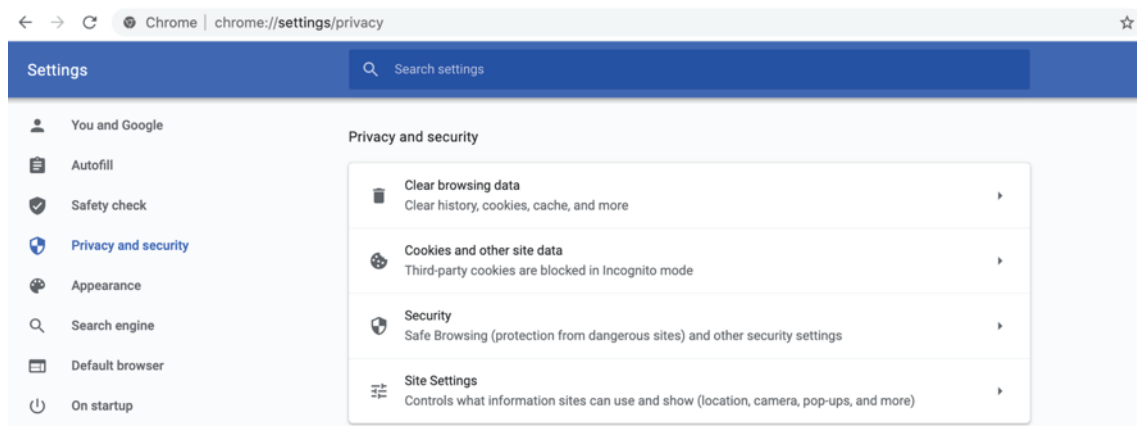 Chrome | chrome://settings/privacy
Settings
Search settings
You and Google
Autofill
Safety check
Privacy and security
Appearance
Search engine
Default browser
On startup
Privacy and security
Clear browsing data
Clear history, cookies, cache, and more
Cookies and other site data
Third-party cookies are blocked in Incognito mode
Security
Safe Browsing (protection from dangerous sites) and other security settings
Site Settings
Controls what information sites can use and show (location, camera, pop-ups, and more)